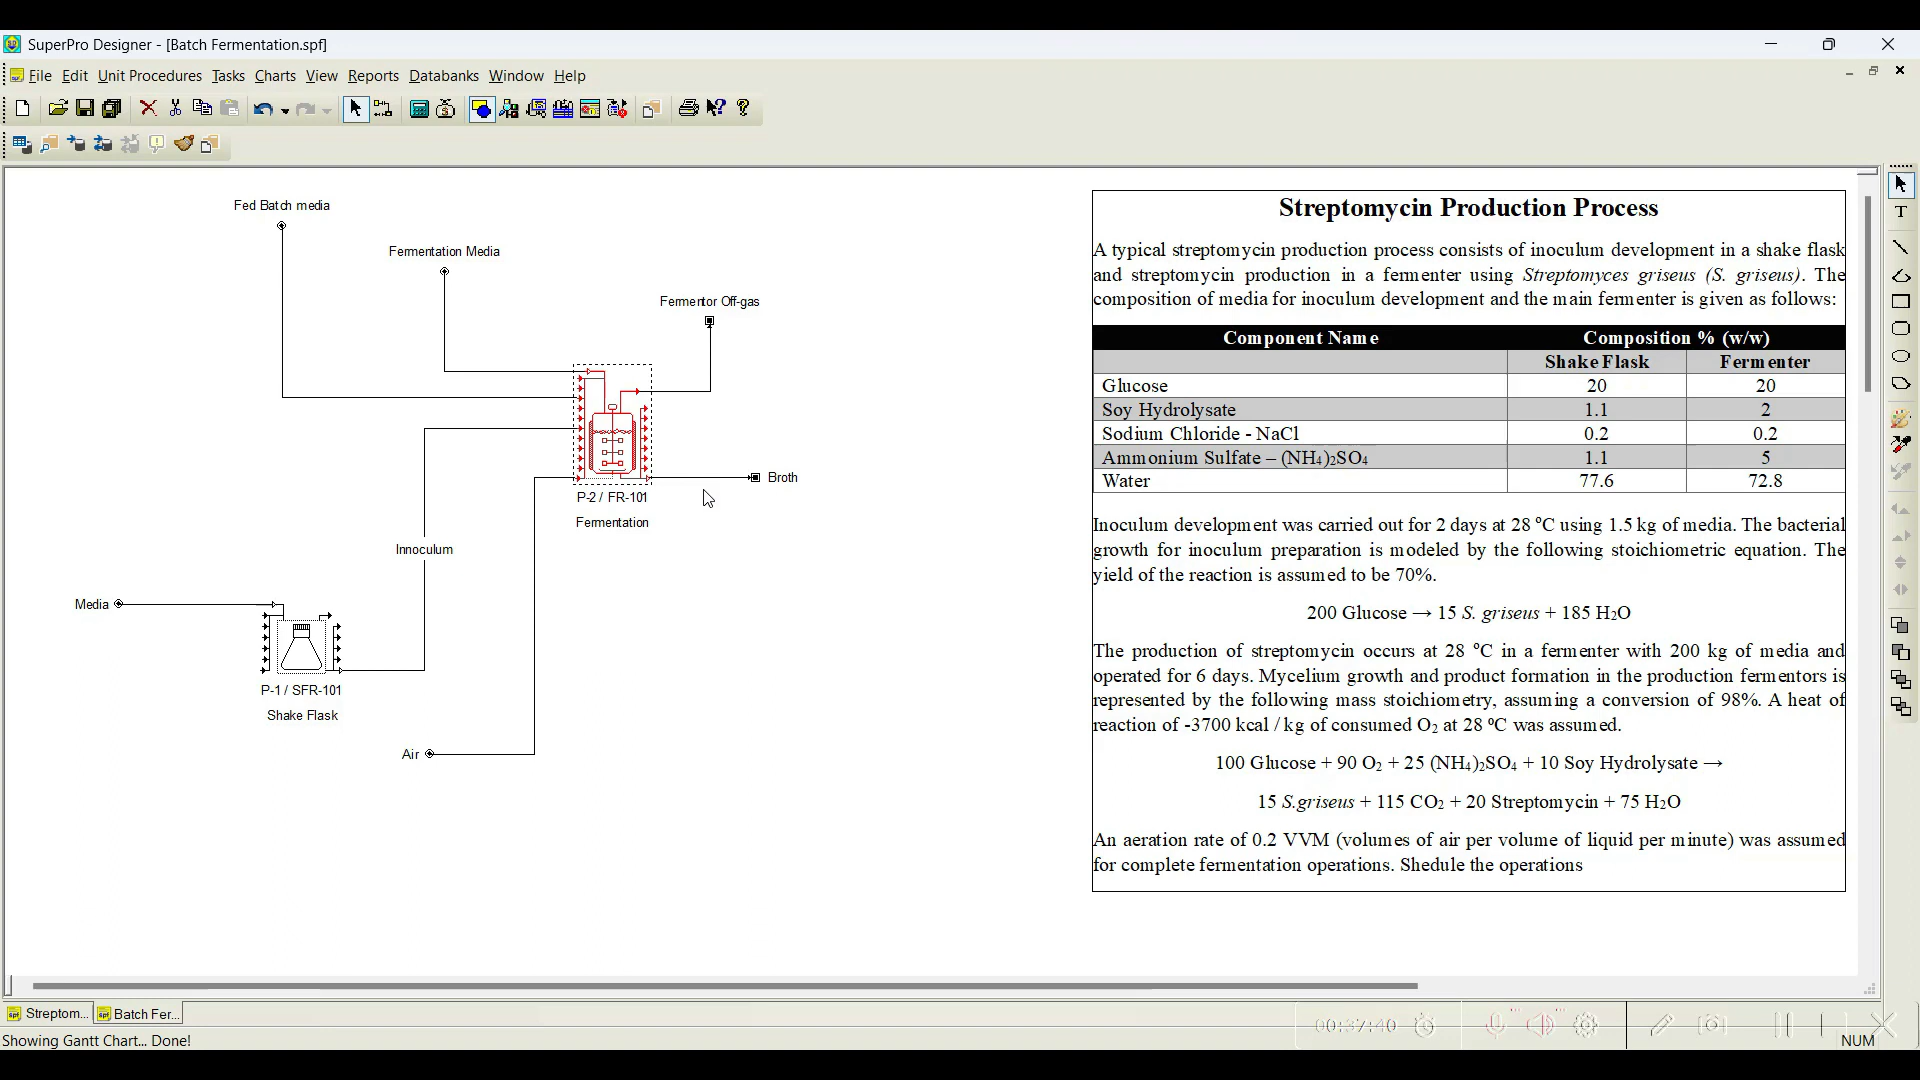 SuperPro Designer - [Batch Fermentation.spf]
File Edit Unit Procedures Tasks Charts View Reports Databanks Window Help
Fed Batch media
Fermentation Media
Fermentor Off-gas
Broth
P-2 / FR-101
Fermentation
Innoculum
Media
P-1 / SFR-101
Shake Flask
Air
Streptomycin Production Process
A typical streptomycin production process consists of inoculum development in a shake flask
and streptomycin production in a fermenter using Streptomyces griseus (S. griseus). The
composition of media for inoculum development and the main fermenter is given as follows:
Component Name Composition % (w/w)
Shake Flask Fermenter
Glucose 20 20
Soy Hydrolysate 1.1 2
Sodium Chloride - NaCl 0.2 0.2
Ammonium Sulfate – (NH₄)₂SO₄ 1.1 5
Water 77.6 72.8
Inoculum development was carried out for 2 days at 28 ⁰C using 1.5 kg of media. The bacterial
growth for inoculum preparation is modeled by the following stoichiometric equation. The
yield of the reaction is assumed to be 70%.
200 Glucose → 15 S. griseus + 185 H₂O
The production of streptomycin occurs at 28 ⁰C in a fermenter with 200 kg of media and
operated for 6 days. Mycelium growth and product formation in the production fermentors is
represented by the following mass stoichiometry, assuming a conversion of 98%. A heat of
reaction of -3700 kcal / kg of consumed O₂ at 28 ⁰C was assumed.
100 Glucose + 90 O₂ + 25 (NH₄)₂SO₄ + 10 Soy Hydrolysate →
15 S.griseus + 115 CO₂ + 20 Streptomycin + 75 H₂O
An aeration rate of 0.2 VVM (volumes of air per volume of liquid per minute) was assumed
for complete fermentation operations. Shedule the operations
Streptom... Batch Fer...
00:37:40
Showing Gantt Chart... Done!
NUM